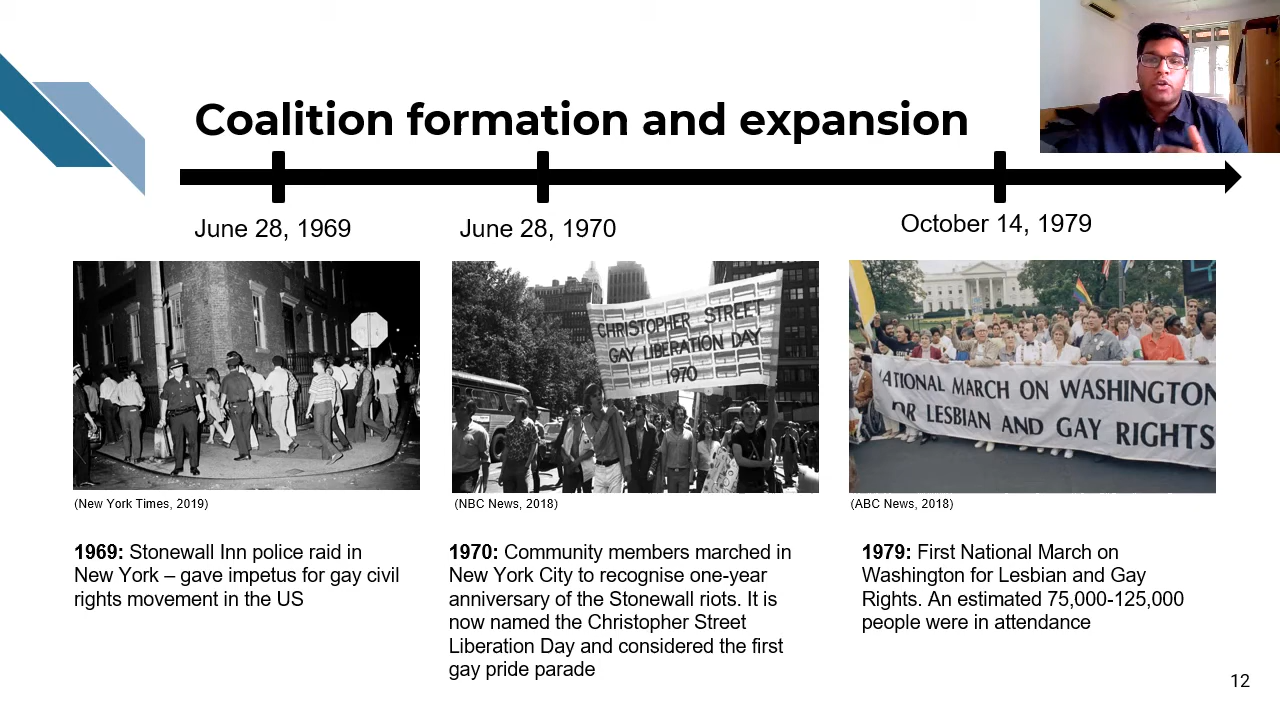 Coalition formation and expansion
June 28, 1969
June 28, 1970
October 14, 1979
CHRISTOPHER STREET
GAY LIBERATION DAY
1970
ATIONAL MARCH ON WASHINGTON
OR LESBIAN AND GAY RIGHTS
(New York Times, 2019)
(NBC News, 2018)
(ABC News, 2018)
1969: Stonewall Inn police raid in
New York – gave impetus for gay civil
rights movement in the US
1970: Community members marched in
New York City to recognise one-year
anniversary of the Stonewall riots. It is
now named the Christopher Street
Liberation Day and considered the first
gay pride parade
1979: First National March on
Washington for Lesbian and Gay
Rights. An estimated 75,000-125,000
people were in attendance
12